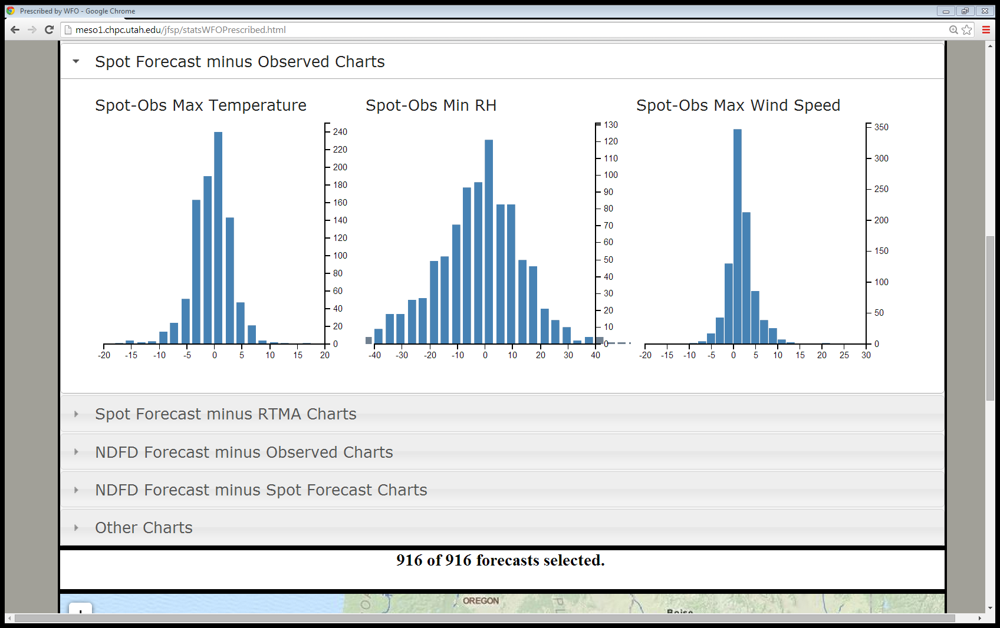 Prescribed by WFO - Google Chrome
meso1.chpc.utah.edu/jfsp/statsWFOPrescribed.html
Spot Forecast minus Observed Charts
Spot-Obs Max Temperature
240
220
200
180
160
140
120
100
80
60
40
20
0
-20 -15 -10 -5 0 5 10 15 20
Spot-Obs Min RH
130
120
110
100
90
80
70
60
50
40
30
20
10
0
-40 -30 -20 -10 0 10 20 30 40
Spot-Obs Max Wind Speed
350
300
250
200
150
100
50
0
-20 -15 -10 -5 0 5 10 15 20 25 30
Spot Forecast minus RTMA Charts
NDFD Forecast minus Observed Charts
NDFD Forecast minus Spot Forecast Charts
Other Charts
916 of 916 forecasts selected.
OREGON
Boise